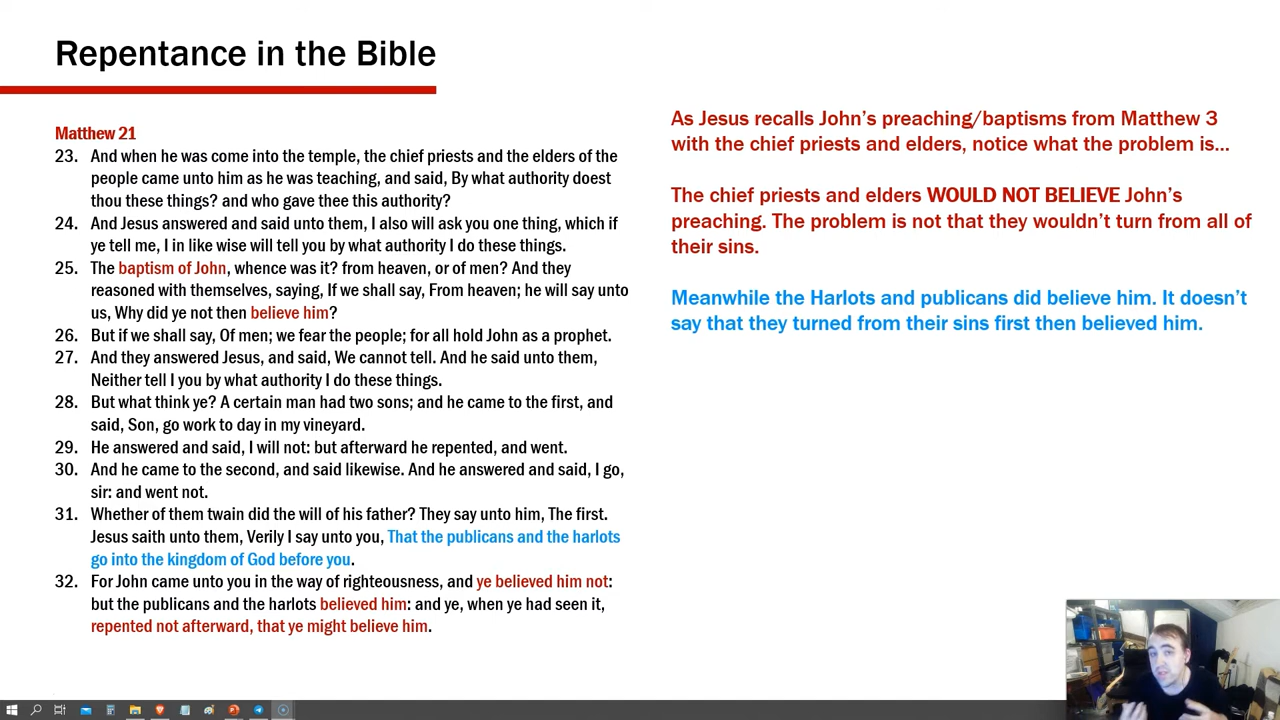 Repentance in the Bible
Matthew 21
23. And when he was come into the temple, the chief priests and the elders of the
people came unto him as he was teaching, and said, By what authority doest
thou these things? and who gave thee this authority?
24. And Jesus answered and said unto them, I also will ask you one thing, which if
ye tell me, I in like wise will tell you by what authority I do these things.
25. The baptism of John, whence was it? from heaven, or of men? And they
reasoned with themselves, saying, If we shall say, From heaven; he will say unto
us, Why did ye not then believe him?
26. But if we shall say, Of men; we fear the people; for all hold John as a prophet.
27. And they answered Jesus, and said, We cannot tell. And he said unto them,
Neither tell I you by what authority I do these things.
28. But what think ye? A certain man had two sons; and he came to the first, and
said, Son, go work to day in my vineyard.
29. He answered and said, I will not: but afterward he repented, and went.
30. And he came to the second, and said likewise. And he answered and said, I go,
sir: and went not.
31. Whether of them twain did the will of his father? They say unto him, The first.
Jesus saith unto them, Verily I say unto you, That the publicans and the harlots
go into the kingdom of God before you.
32. For John came unto you in the way of righteousness, and ye believed him not:
but the publicans and the harlots believed him: and ye, when ye had seen it,
repented not afterward, that ye might believe him.
As Jesus recalls John's preaching/baptisms from Matthew 3
with the chief priests and elders, notice what the problem is...
The chief priests and elders WOULD NOT BELIEVE John's
preaching. The problem is not that they wouldn't turn from all of
their sins.
Meanwhile the Harlots and publicans did believe him. It doesn't
say that they turned from their sins first then believed him.